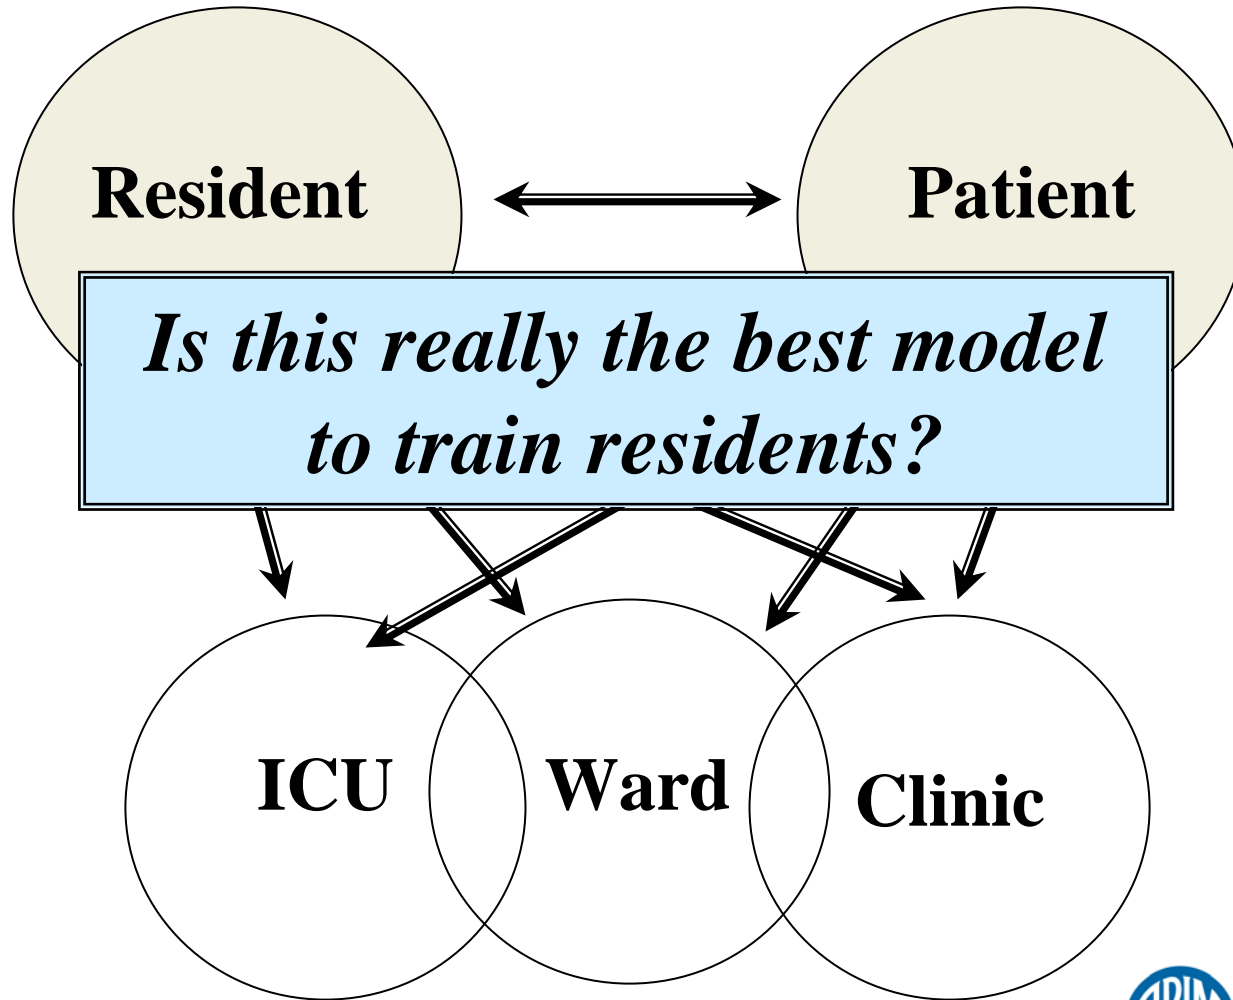 Resident
Patient
Is this really the best model
to train residents?
ICU
Ward
Clinic